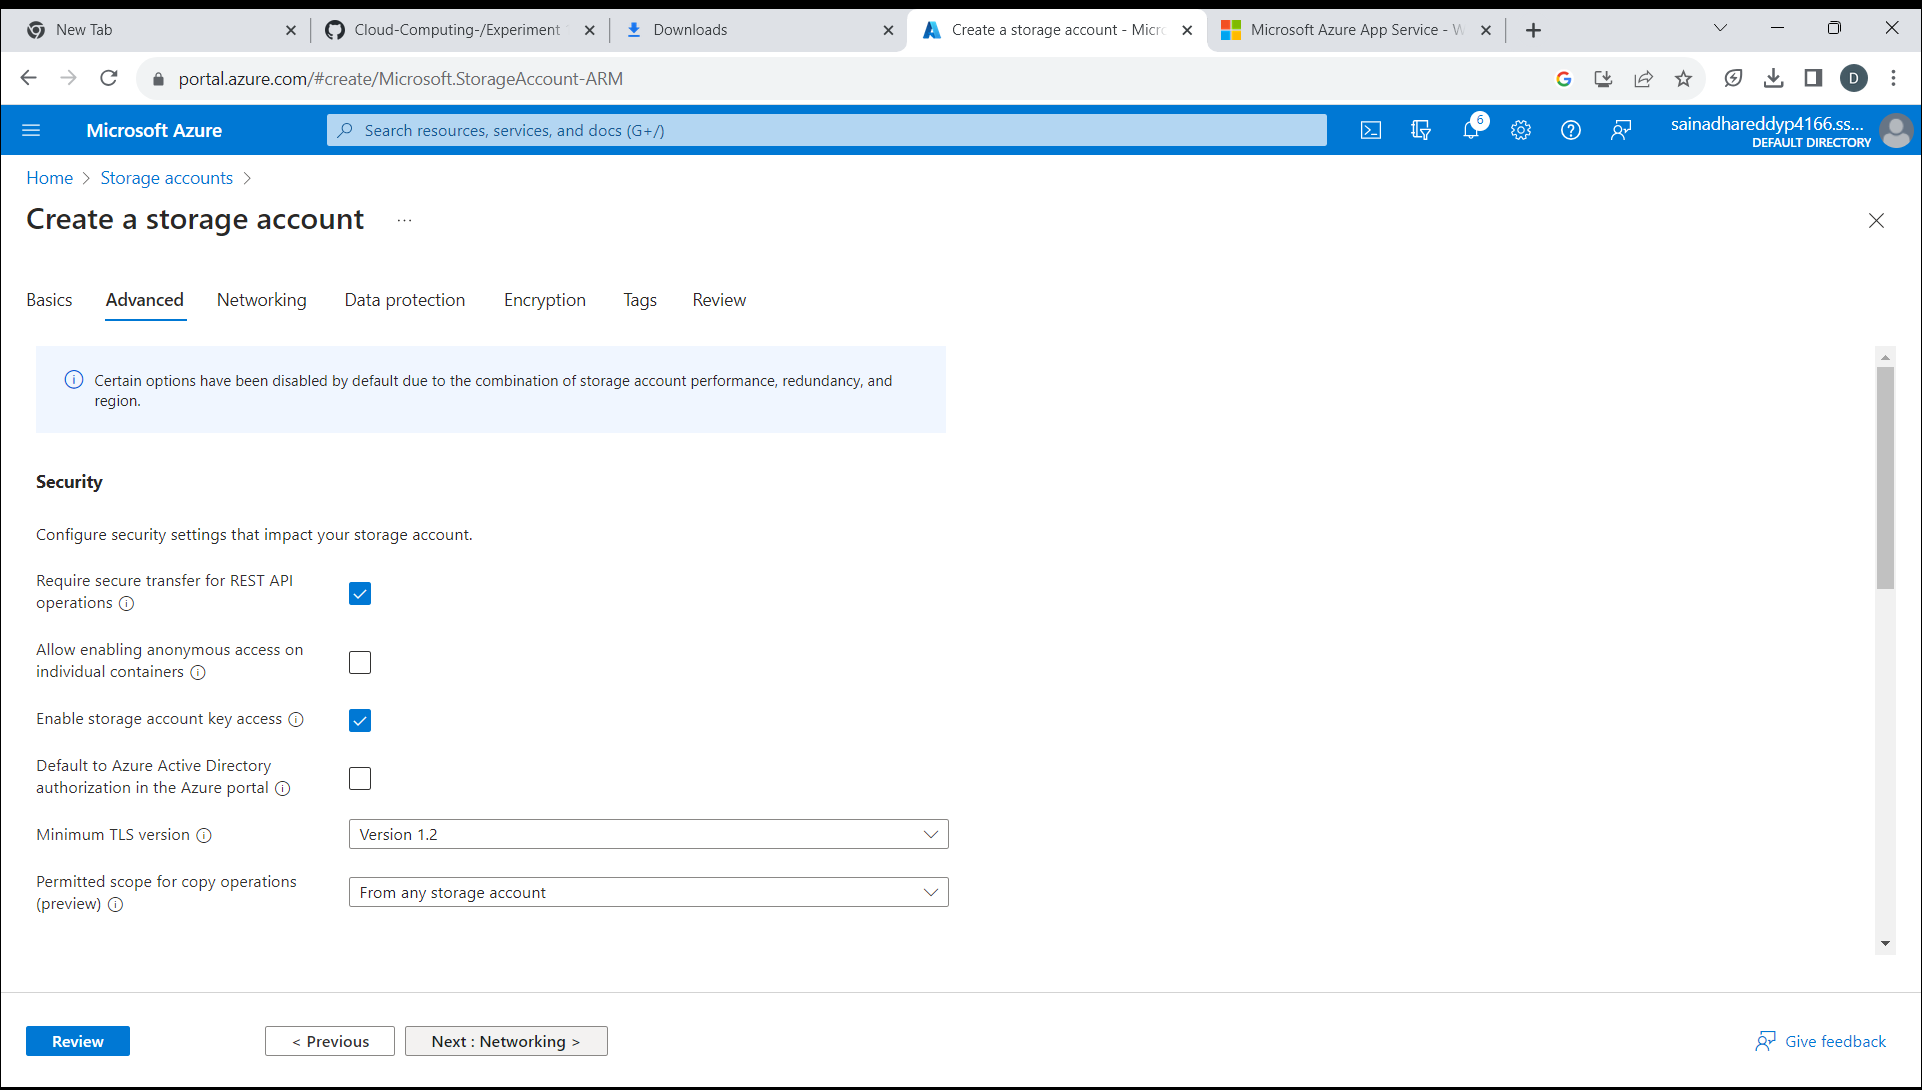 New Tab
Cloud-Computing-/Experiment
Downloads
Create a storage account - Micro
Microsoft Azure App Service - W
portal.azure.com/#create/Microsoft.StorageAccount-ARM
D
Microsoft Azure
Search resources, services, and docs (G+/)
6
sainadhareddyp4166.ss...
DEFAULT DIRECTORY
Home > Storage accounts >
Create a storage account ...
Basics
Advanced
Networking
Data protection
Encryption
Tags
Review
Certain options have been disabled by default due to the combination of storage account performance, redundancy, and
region.
Security
Configure security settings that impact your storage account.
Require secure transfer for REST API
operations
Allow enabling anonymous access on
individual containers
Enable storage account key access
Default to Azure Active Directory
authorization in the Azure portal
Minimum TLS version
Version 1.2
Permitted scope for copy operations
(preview)
From any storage account
Review
< Previous
Next : Networking >
Give feedback